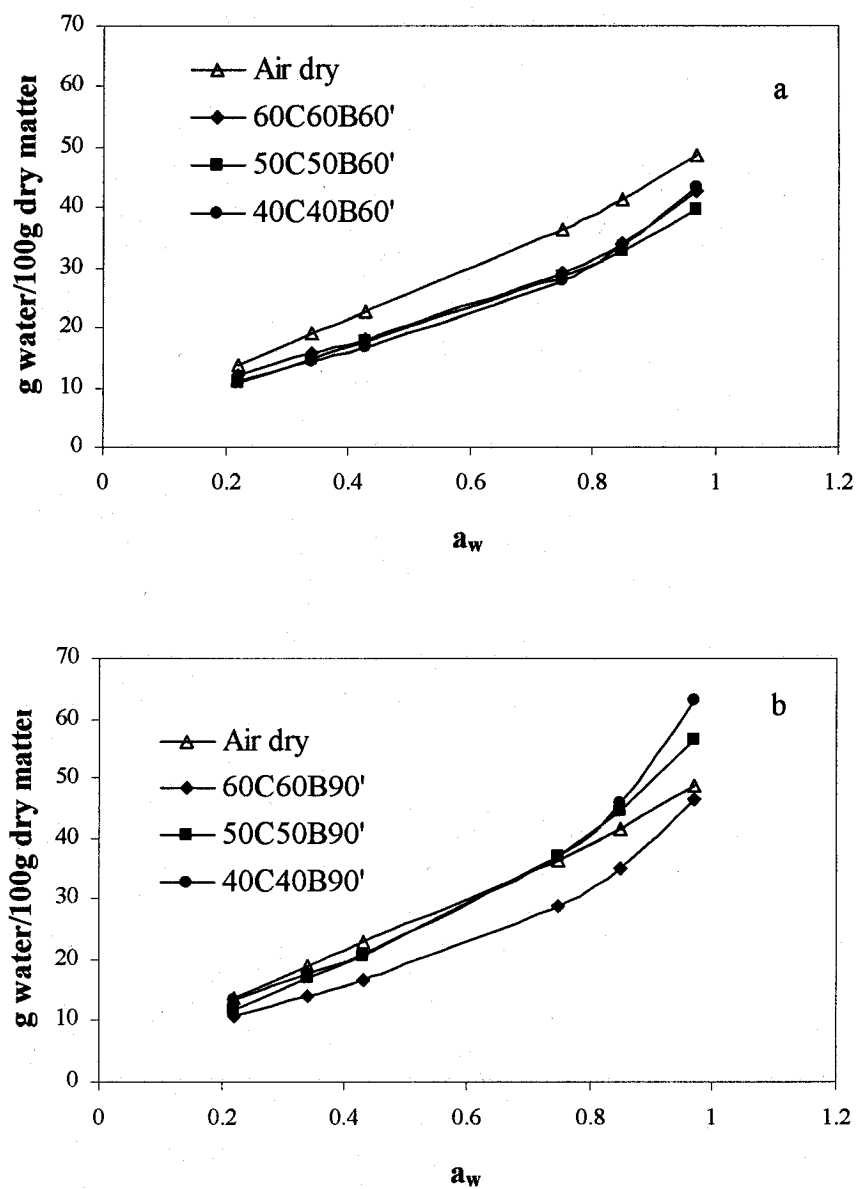 70
60
50
40
30
20
10
0
g water/100g dry matter
Air dry
60C60B60'
50C50B60'
40C40B60'
a
0 0.2 0.4 0.6 0.8 1 1.2
aw
70
60
50
40
30
20
10
0
g water/100g dry matter
Air dry
60C60B90'
50C50B90'
40C40B90'
b
0 0.2 0.4 0.6 0.8 1 1.2
aw